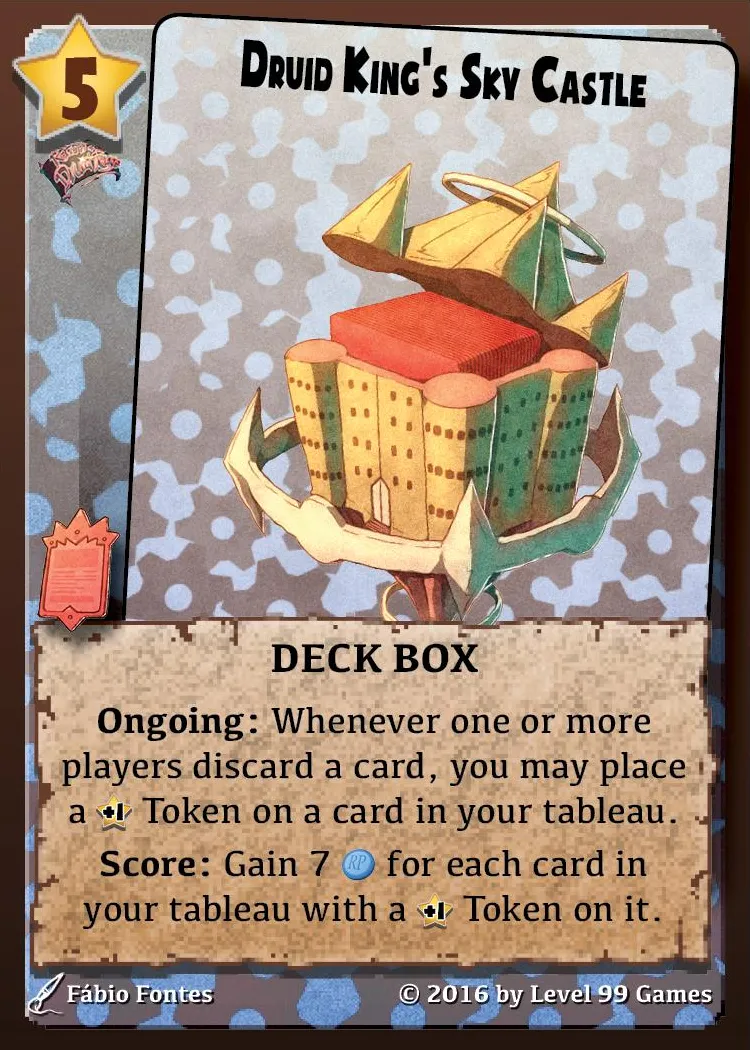 5
DRUID KING'S SKY CASTLE
DECK BOX
Ongoing: Whenever one or more
players discard a card, you may place
a +1 Token on a card in your tableau.
Score: Gain 7 RP for each card in
your tableau with a +1 Token on it.
Fábio Fontes
© 2016 by Level 99 Games